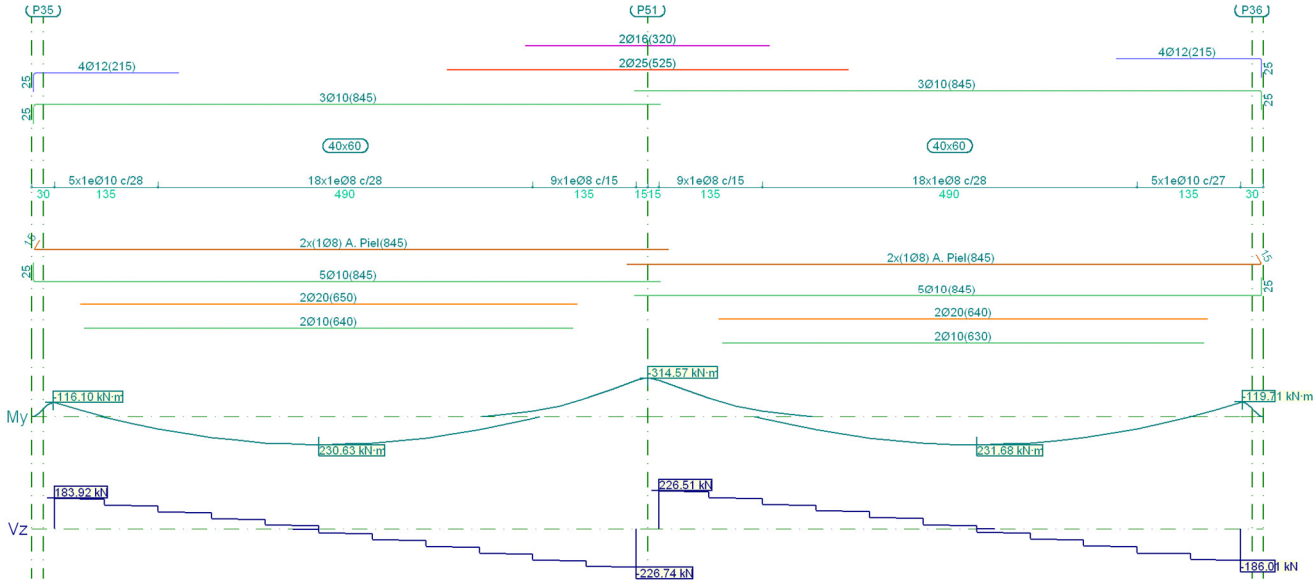 P35 P51 P36
2Ø16(320)
4Ø12(215) 2Ø25(525) 4Ø12(215)
25 25
3Ø10(845) 3Ø10(845)
25 25
40x60 40x60
5x1eØ10 c/28 18x1eØ8 c/28 9x1eØ8 c/15 9x1eØ8 c/15 18x1eØ8 c/28 5x1eØ10 c/27
30 135 490 135 15 15 135 490 135 30
15 2x(1Ø8) A. Piel(845)
2x(1Ø8) A. Piel(845) 15
25 5Ø10(845)
5Ø10(845) 25
2Ø20(650)
2Ø20(640)
2Ø10(640)
2Ø10(630)
-116.10 kN·m -314.57 kN·m -119.71 kN·m
My
230.63 kN·m 231.68 kN·m
183.92 kN 226.51 kN
Vz
-226.74 kN -186.01 kN